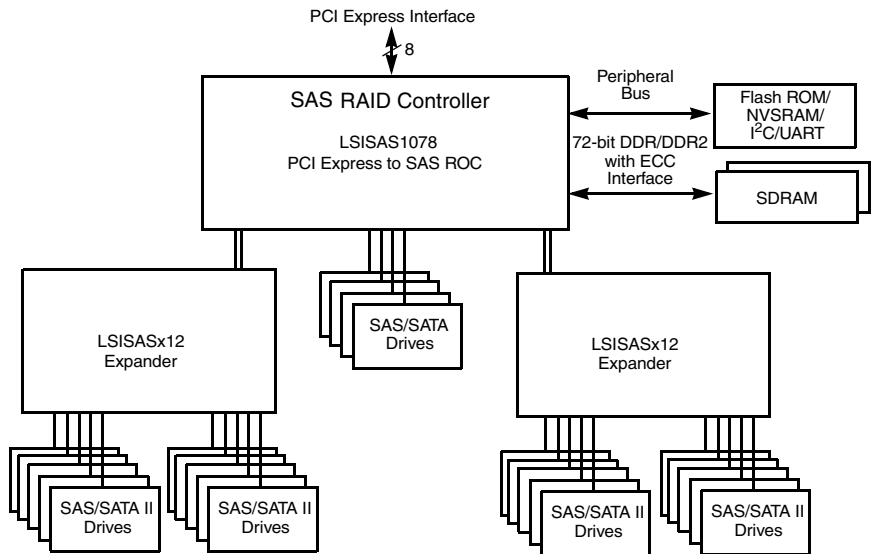 PCI Express Interface
8
SAS RAID Controller
LSISAS1078
PCI Express to SAS ROC
Peripheral
Bus
Flash ROM/
NVSRAM/
I²C/UART
72-bit DDR/DDR2
with ECC
Interface
SDRAM
LSISASx12
Expander
SAS/SATA
Drives
LSISASx12
Expander
SAS/SATA II
Drives
SAS/SATA II
Drives
SAS/SATA II
Drives
SAS/SATA II
Drives